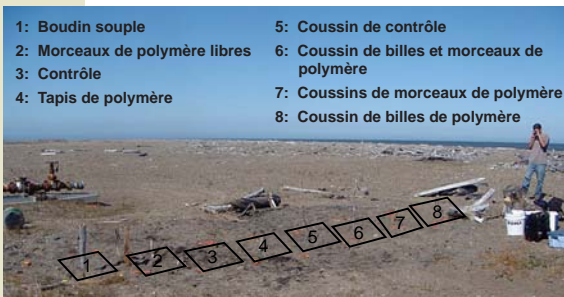 1: Boudin souple
2: Morceaux de polymère libres
3: Contrôle
4: Tapis de polymère
5: Coussin de contrôle
6: Coussin de billes et morceaux de
polymère
7: Coussins de morceaux de polymère
8: Coussin de billes de polymère
1 2 3 4 5 6 7 8